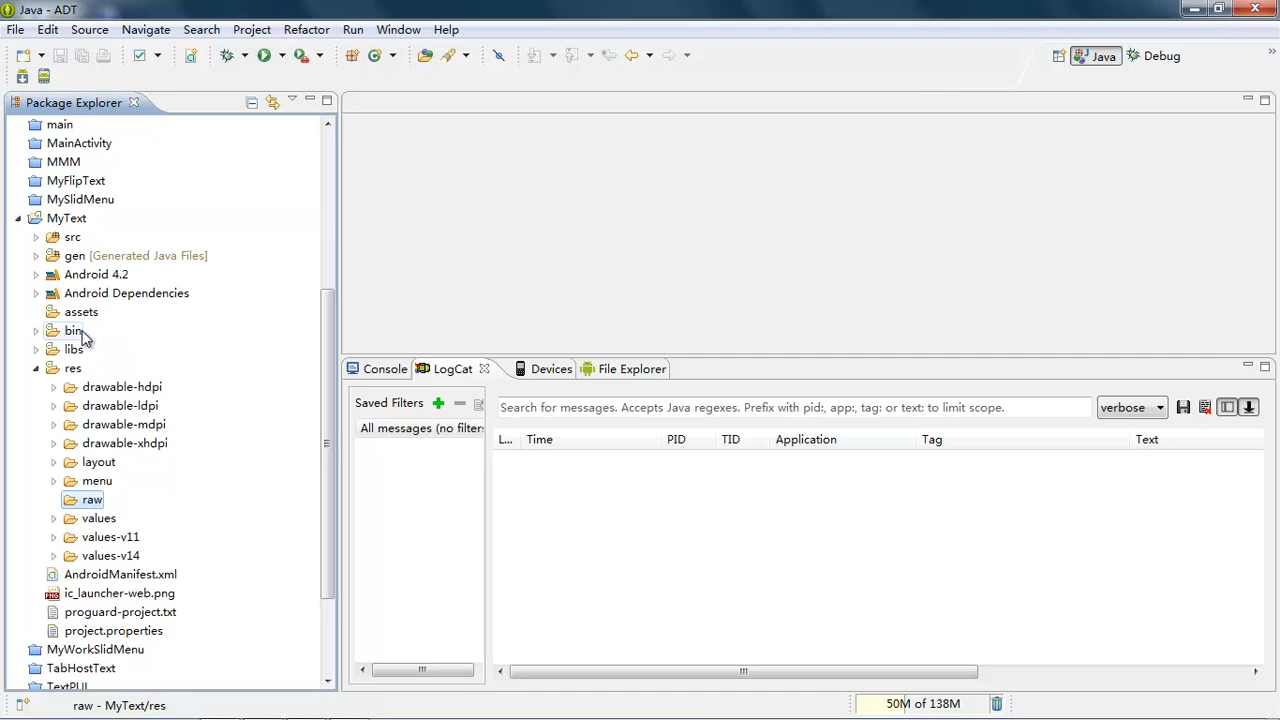 Java - ADT
File Edit Source Navigate Search Project Refactor Run Window Help
Java Debug
Package Explorer
main
MainActivity
MMM
MyFlipText
MySlidMenu
MyText
src
gen [Generated Java Files]
Android 4.2
Android Dependencies
assets
bin
libs
res
drawable-hdpi
drawable-ldpi
drawable-mdpi
drawable-xhdpi
layout
menu
raw
values
values-v11
values-v14
AndroidManifest.xml
ic_launcher-web.png
proguard-project.txt
project.properties
MyWorkSlidMenu
TabHostText
Console LogCat Devices File Explorer
Saved Filters
All messages (no filters
Search for messages. Accepts Java regexes. Prefix with pid:, app:, tag: or text: to limit scope.
verbose
L... Time PID TID Application Tag Text
raw - MyText/res
50M of 138M